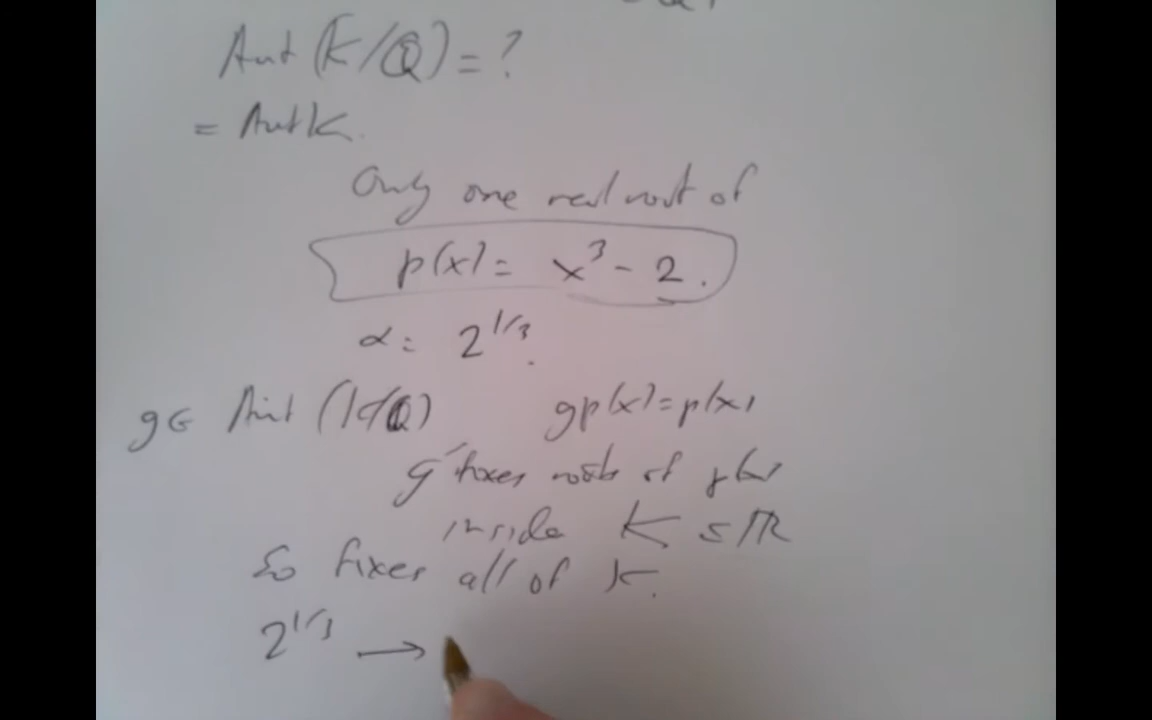 Aut (K/Q) = ?
= Aut K.
Only one real root of
p(x) = x³ - 2.
α = 2^1/3.
g ∈ Aut (K/Q) gp(x) = p(x)
g fixes roots of p(x)
inside K ≤ ℝ
So fixes all of K.
2^1/3 →